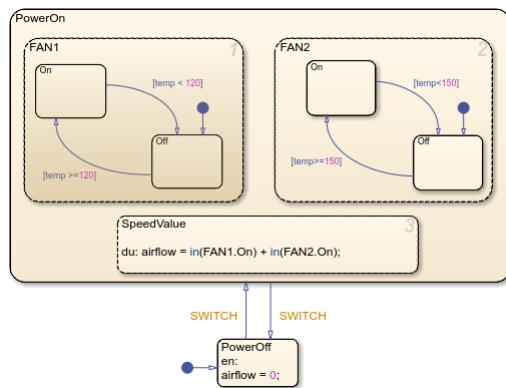 PowerOn
FAN1
1
On
[temp < 120]
Off
[temp >=120]
FAN2
2
On
[temp<150]
Off
[temp>=150]
SpeedValue
3
du: airflow = in(FAN1.On) + in(FAN2.On);
SWITCH
SWITCH
PowerOff
en:
airflow = 0;